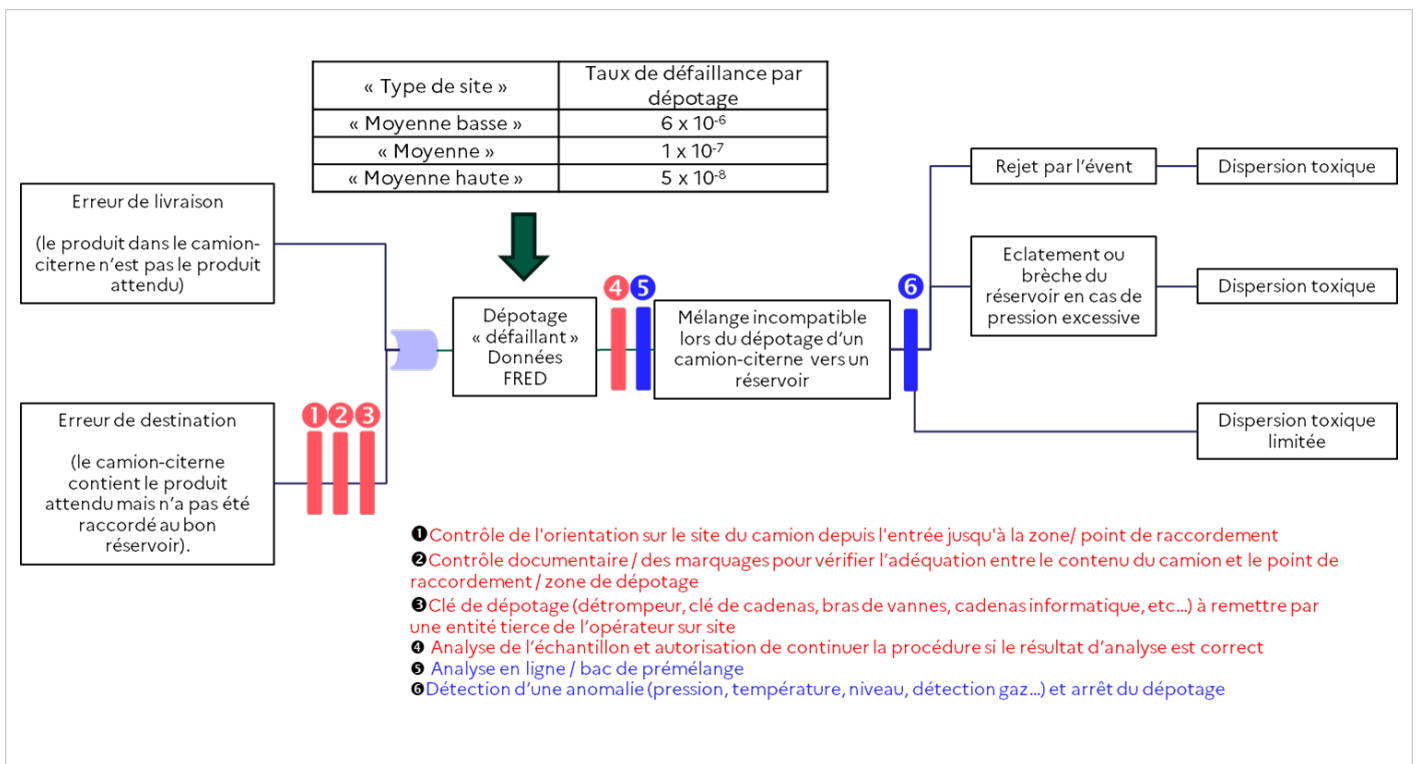 « Type de site »
Taux de défaillance par
dépotage
« Moyenne basse »
6 x 10⁻⁶
« Moyenne »
1 x 10⁻⁷
« Moyenne haute »
5 x 10⁻⁸
Erreur de livraison
(le produit dans le camion-
citerne n’est pas le produit
attendu)
Erreur de destination
(le camion-citerne
contient le produit
attendu mais n’a pas été
raccordé au bon
réservoir).
❶❷❸
Dépotage
« défaillant »
Données
FRED
❹❺
Mélange incompatible
lors du dépotage d’un
camion-citerne vers un
réservoir
❻
Rejet par l’évent
Dispersion toxique
Eclatement ou
brèche du
réservoir en cas de
pression excessive
Dispersion toxique
Dispersion toxique
limitée
❶Contrôle de l'orientation sur le site du camion depuis l'entrée jusqu'à la zone/ point de raccordement
❷Contrôle documentaire / des marquages pour vérifier l’adéquation entre le contenu du camion et le point de
raccordement / zone de dépotage
❸Clé de dépotage (détrompeur, clé de cadenas, bras de vannes, cadenas informatique, etc…) à remettre par
une entité tierce de l’opérateur sur site
❹ Analyse de l’échantillon et autorisation de continuer la procédure si le résultat d’analyse est correct
❺ Analyse en ligne / bac de prémélange
❻Détection d’une anomalie (pression, température, niveau, détection gaz…) et arrêt du dépotage